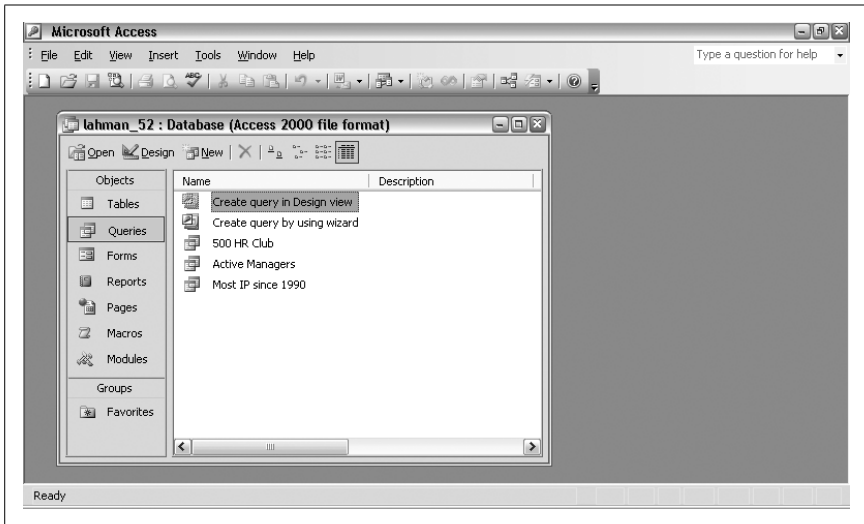 Microsoft Access
File Edit View Insert Tools Window Help
Type a question for help
ABC
lahman_52 : Database (Access 2000 file format)
Open Design New
Objects
Name Description
Tables
Create query in Design view
Queries
Create query by using wizard
Forms
500 HR Club
Reports
Active Managers
Pages
Most IP since 1990
Macros
Modules
Groups
Favorites
Ready